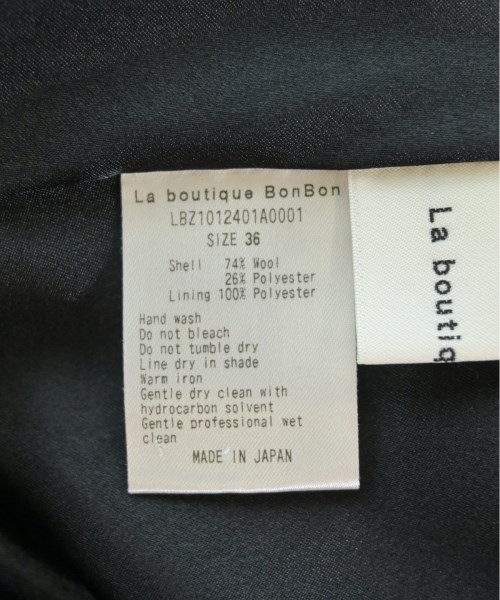 La boutique BonBon
LBZ1012401A0001
SIZE 36
Shell 74% Wool
26% Polyester
Lining 100% Polyester
Hand wash
Do not bleach
Do not tumble dry
Line dry in shade
Warm iron
Gentle dry clean with
hydrocarbon solvent
Gentle professional wet
clean
MADE IN JAPAN
La boutiq